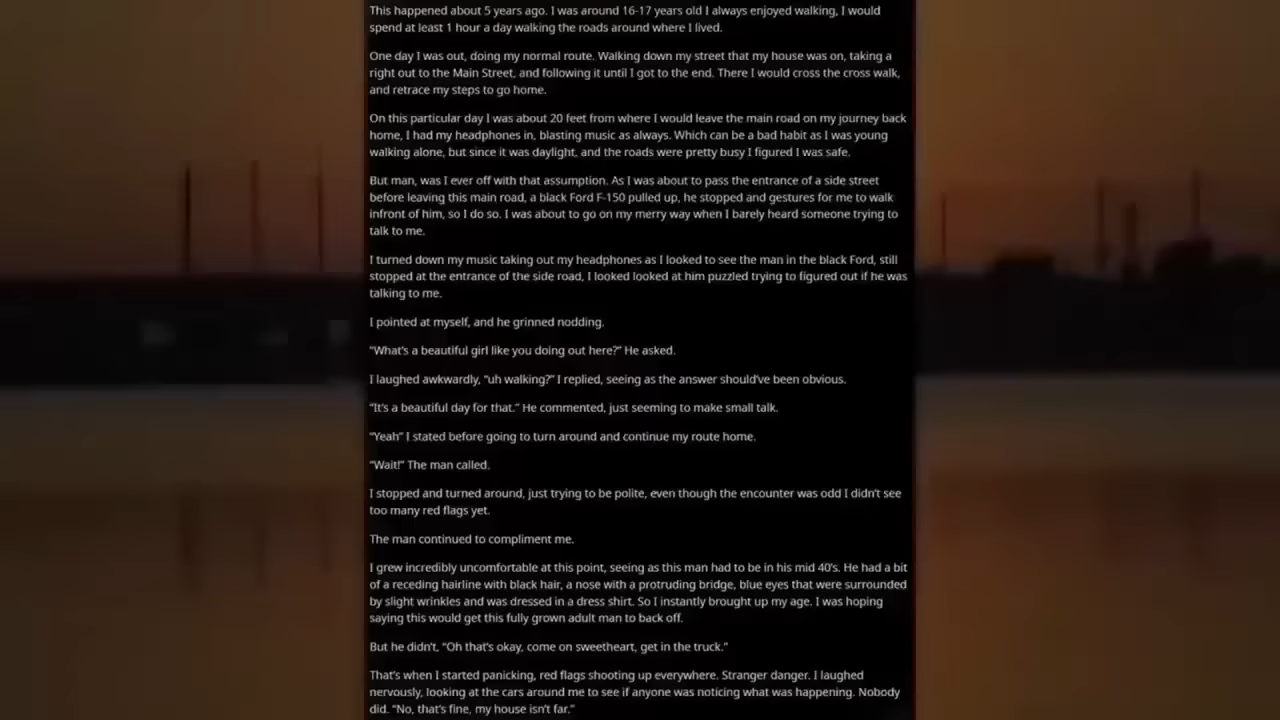 This happened about 5 years ago. I was around 16-17 years old I always enjoyed walking, I would
spend at least 1 hour a day walking the roads around where I lived.
One day I was out, doing my normal route. Walking down my street that my house was on, taking a
right out to the Main Street, and following it until I got to the end. There I would cross the cross walk,
and retrace my steps to go home.
On this particular day I was about 20 feet from where I would leave the main road on my journey back
home, I had my headphones in, blasting music as always. Which can be a bad habit as I was young
walking alone, but since it was daylight, and the roads were pretty busy I figured I was safe.
But man, was I ever off with that assumption. As I was about to pass the entrance of a side street
before leaving this main road, a black Ford F-150 pulled up, he stopped and gestures for me to walk
infront of him, so I do so. I was about to go on my merry way when I barely heard someone trying to
talk to me.
I turned down my music taking out my headphones as I looked to see the man in the black Ford, still
stopped at the entrance of the side road, I looked looked at him puzzled trying to figured out if he was
talking to me.
I pointed at myself, and he grinned nodding.
“What's a beautiful girl like you doing out here?” He asked.
I laughed awkwardly, “uh walking?” I replied, seeing as the answer should've been obvious.
“It's a beautiful day for that.” He commented, just seeming to make small talk.
“Yeah” I stated before going to turn around and continue my route home.
“Wait!” The man called.
I stopped and turned around, just trying to be polite, even though the encounter was odd I didn't see
too many red flags yet.
The man continued to compliment me.
I grew incredibly uncomfortable at this point, seeing as this man had to be in his mid 40's. He had a bit
of a receding hairline with black hair, a nose with a protruding bridge, blue eyes that were surrounded
by slight wrinkles and was dressed in a dress shirt. So I instantly brought up my age. I was hoping
saying this would get this fully grown adult man to back off.
But he didn't, “Oh that's okay, come on sweetheart, get in the truck.”
That's when I started panicking, red flags shooting up everywhere. Stranger danger. I laughed
nervously, looking at the cars around me to see if anyone was noticing what was happening. Nobody
did. “No, that's fine, my house isn't far.”